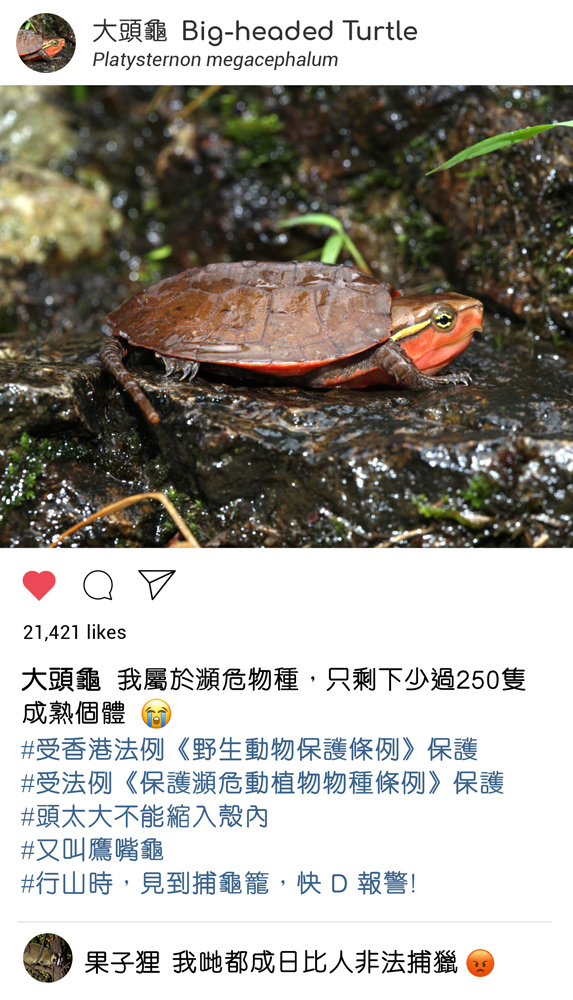 大頭龜 Big-headed Turtle
Platysternon megacephalum
21,421 likes
大頭龜 我屬於瀕危物種，只剩下少過250隻
成熟個體 😭
#受香港法例《野生動物保護條例》保護
#受法例《保護瀕危動植物物種條例》保護
#頭太大不能縮入殼內
#又叫鷹嘴龜
#行山時，見到捕龜籠，快 D 報警!
果子狸 我哋都成日比人非法捕獵 😡